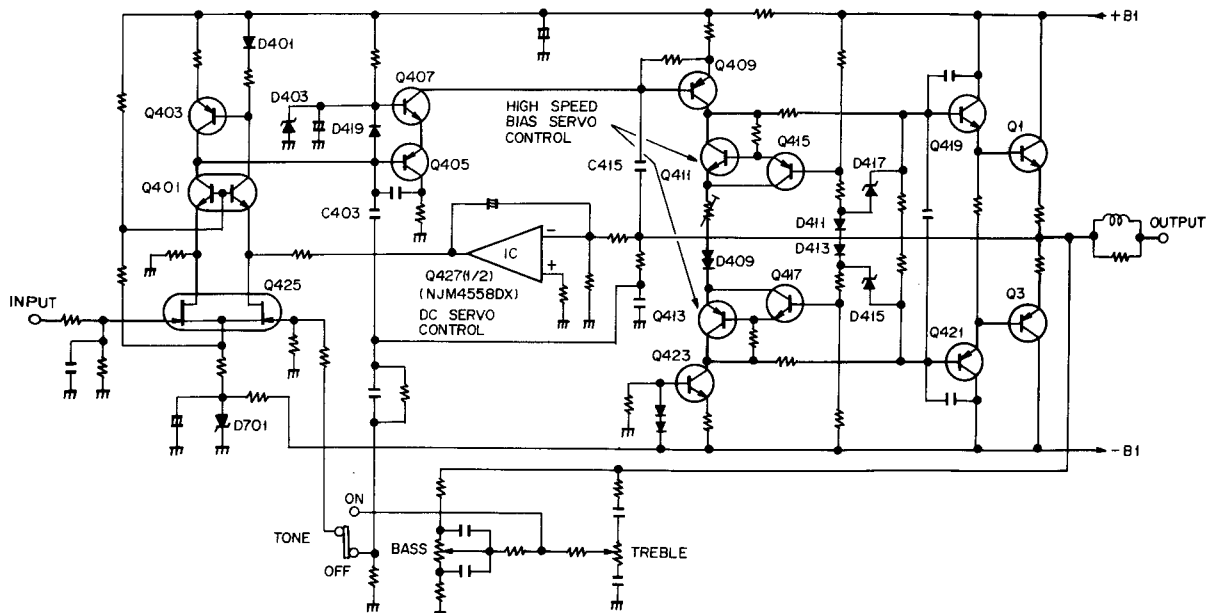 +B1
D401
Q409
Q407
D403
Q403
HIGH SPEED
BIAS SERVO
CONTROL
D419
Q415
Q419
Q1
D417
Q405
C415
Q411
Q401
C403
D411
OUTPUT
D413
IC
−
+
D409
Q417
Q427(1/2)
(NJM4558DX)
DC SERVO
CONTROL
Q425
INPUT
D415
Q3
Q413
Q421
Q423
D701
−B1
ON
TONE
BASS
TREBLE
OFF